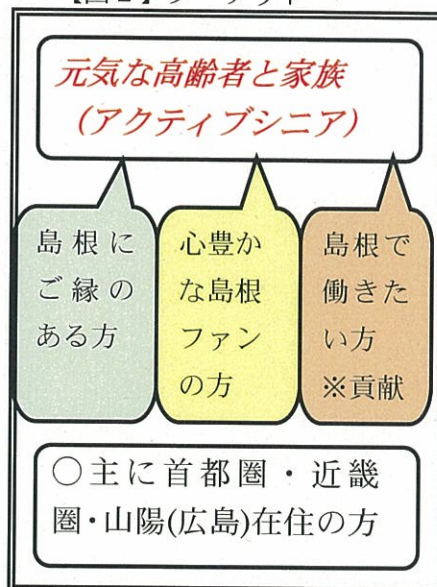 元気な高齢者と家族
(アクティブシニア)
島根に
ご縁の
ある方
心豊か
な島根
ファン
の方
島根で
働きた
い方
※貢献
○主に首都圏・近畿
圏・山陽(広島)在住の方